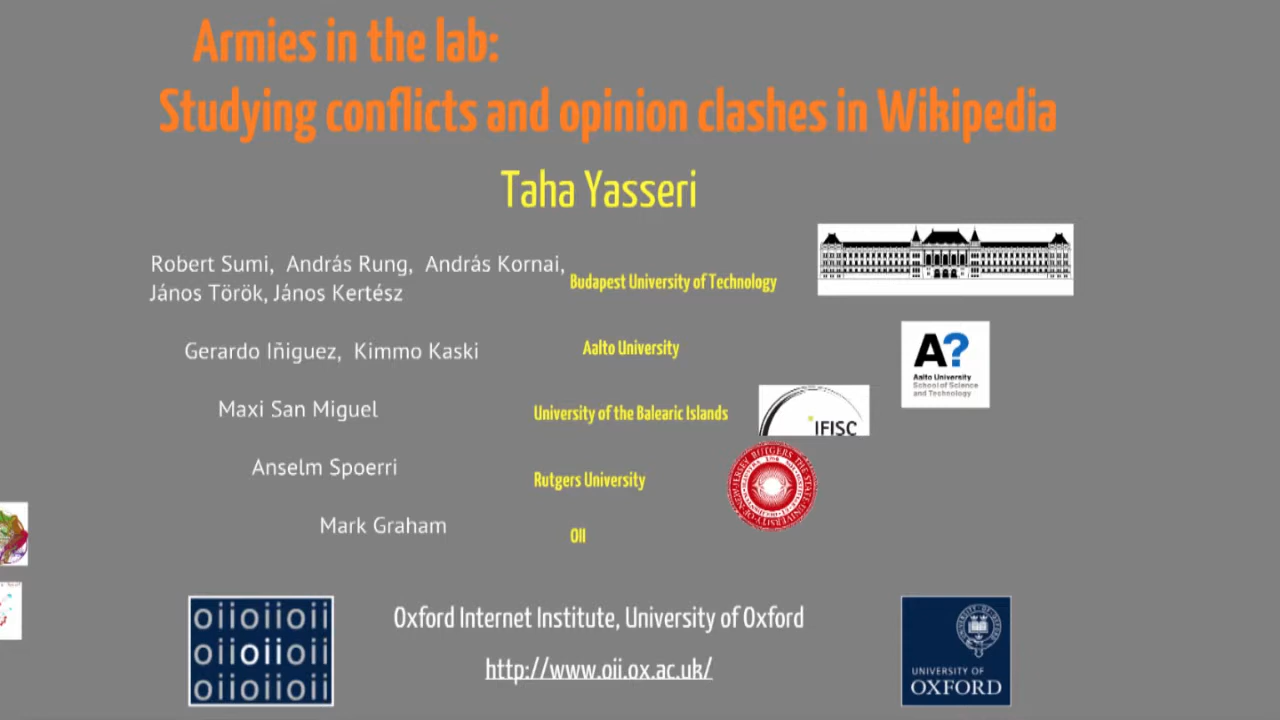 Armies in the lab:
Studying conflicts and opinion clashes in Wikipedia
Taha Yasseri
Robert Sumi, András Rung, András Kornai,
János Török, János Kertész
Budapest University of Technology
Gerardo Iñiguez, Kimmo Kaski
Aalto University
A?
Aalto University
School of Science
and Technology
Maxi San Miguel
University of the Balearic Islands
IFISC
Anselm Spoerri
Rutgers University
Mark Graham
OII
oiioiioii
oiioiioii
oiioiioii
Oxford Internet Institute, University of Oxford
http://www.oii.ox.ac.uk/
UNIVERSITY OF
OXFORD